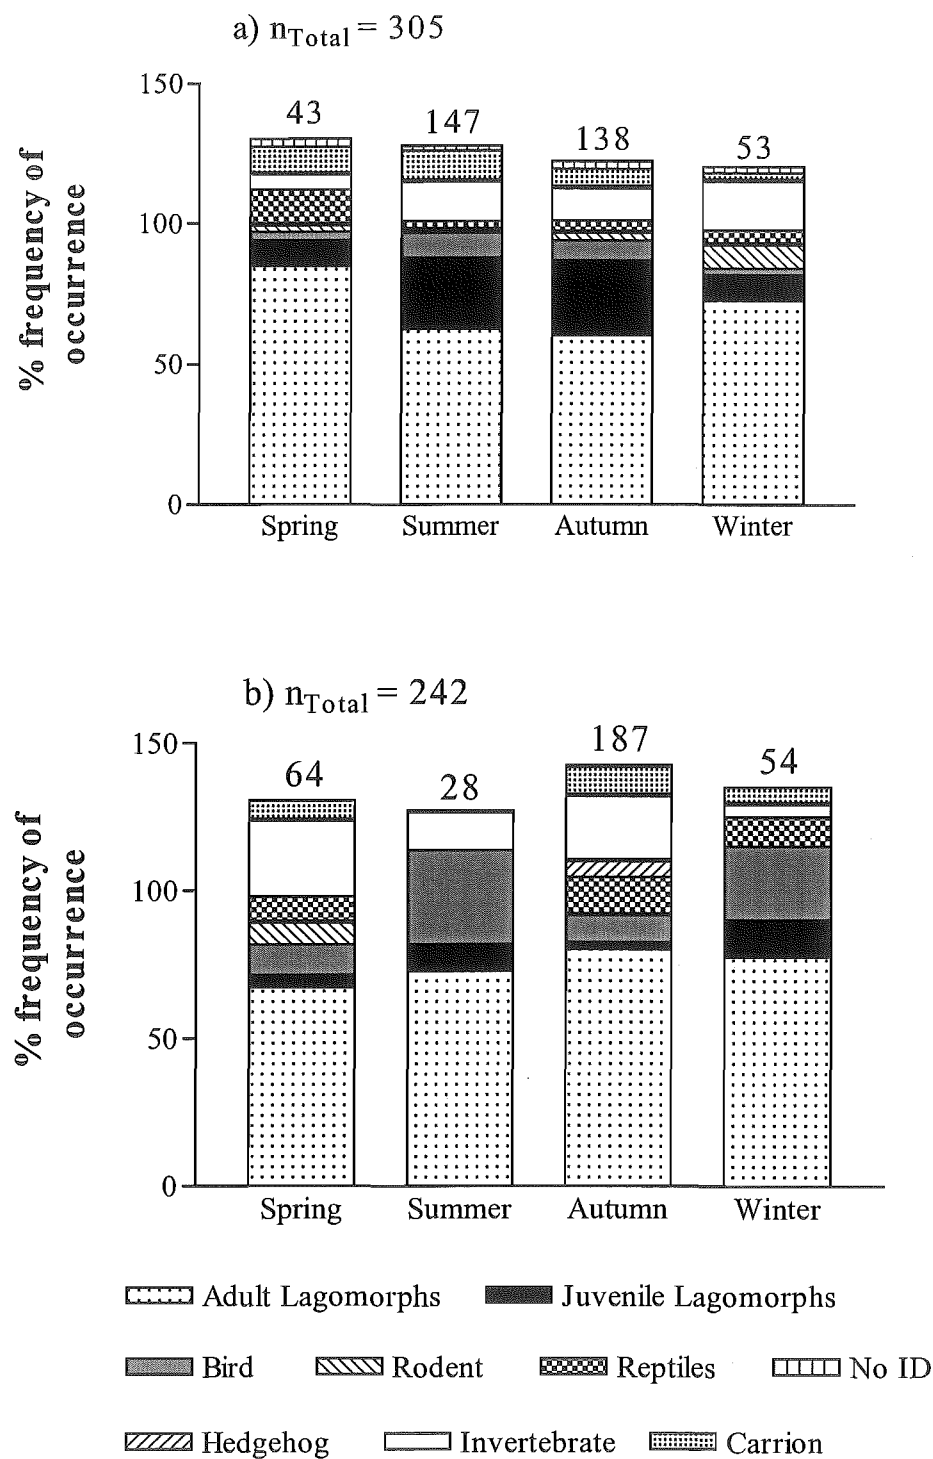 a) nTotal = 305
150
100
50
0
% frequency of
occurrence
43
147
138
53
Spring Summer Autumn Winter
b) nTotal = 242
150
100
50
0
% frequency of
occurrence
64
28
187
54
Spring Summer Autumn Winter
Adult Lagomorphs Juvenile Lagomorphs
Bird Rodent Reptiles No ID
Hedgehog Invertebrate Carrion